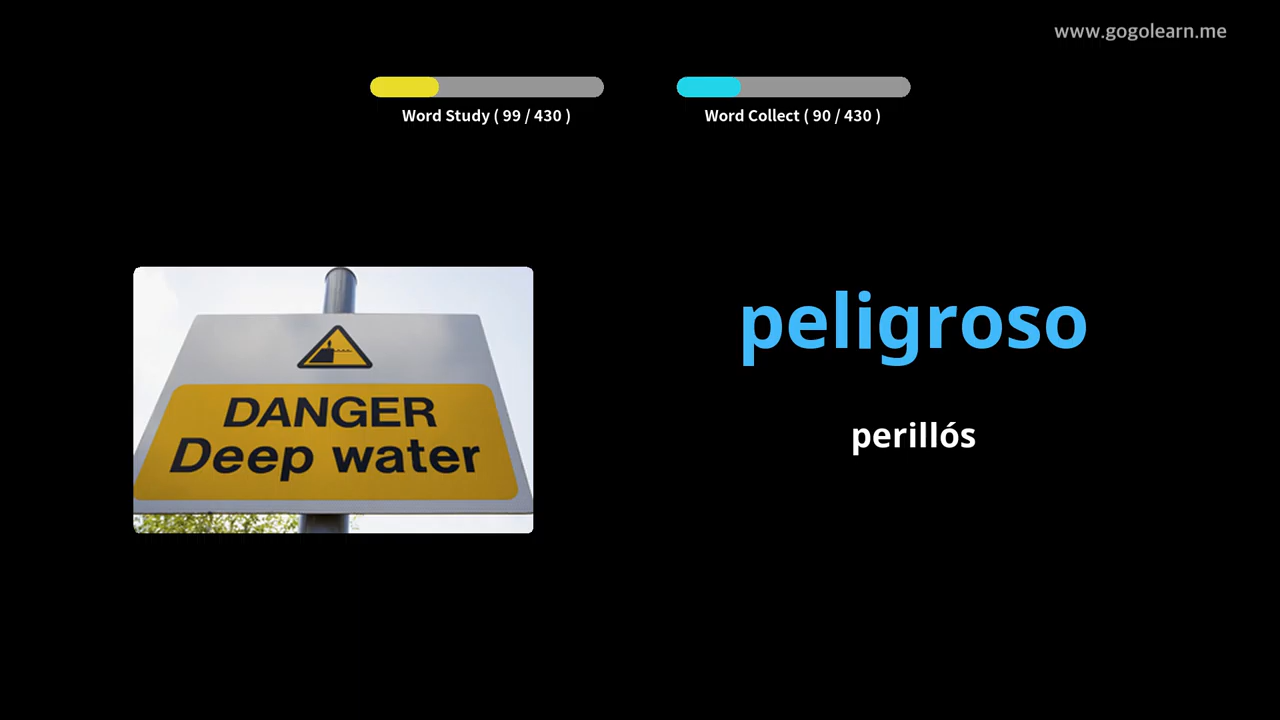 www.gogolearn.me
Word Study ( 99 / 430 )
Word Collect ( 90 / 430 )
DANGER
Deep water
peligroso
perillós